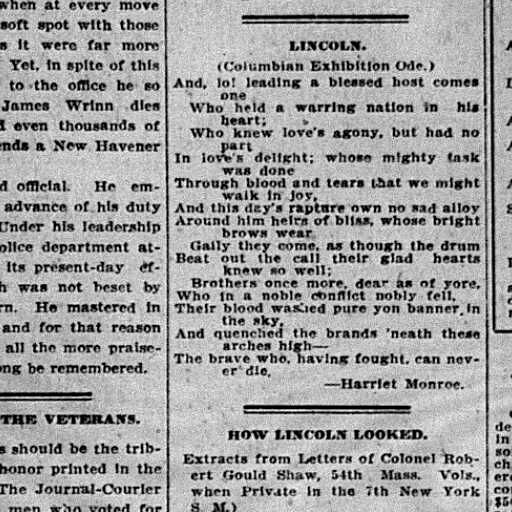 when at every move
soft spot with those
s it were far more
Yet, in spite of this
to the office he so
James Wrinn dies
d even thousands of
ends a New Havener
d official. He em-
advance of his duty
Under his leadership
olice department at-
its present-day ef-
h was not beset by
rn. He mastered in
and for that reason
all the more praise-
ong be remembered.
THE VETERANS.
s should be the trib-
honor printed in the
The Journal-Courier
men who voted for
LINCOLN.
(Columbian Exhibition Ode.)
And, lo! leading a blessed host comes
one
Who held a warring nation in his
heart;
Who knew love's agony, but had no
part
In love's delight; whose mighty task
was done
Through blood and tears that we might
walk in joy,
And this day's rapture own no sad alloy
Around him heirs of bliss, whose bright
brows wear
Gaily they come, as though the drum
Beat out the call their glad hearts
knew so well;
Brothers once more, dear as of yore,
Who in a noble conflict nobly fell,
Their blood washed pure yon banner in
the sky,
And quenched the brands 'neath these
arches high—
The brave who, having fought, can nev-
er die.
—Harriet Monroe.
HOW LINCOLN LOOKED.
Extracts from Letters of Colonel Rob-
ert Gould Shaw, 54th Mass. Vols.,
when Private in the 7th New York
S. M.)